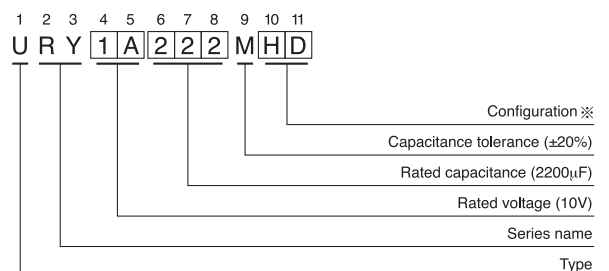 1 2 3 4 5 6 7 8 9 10 11
U R Y 1 A 2 2 2 M H D
Configuration ※
Capacitance tolerance (±20%)
Rated capacitance (2200μF)
Rated voltage (10V)
Series name
Type